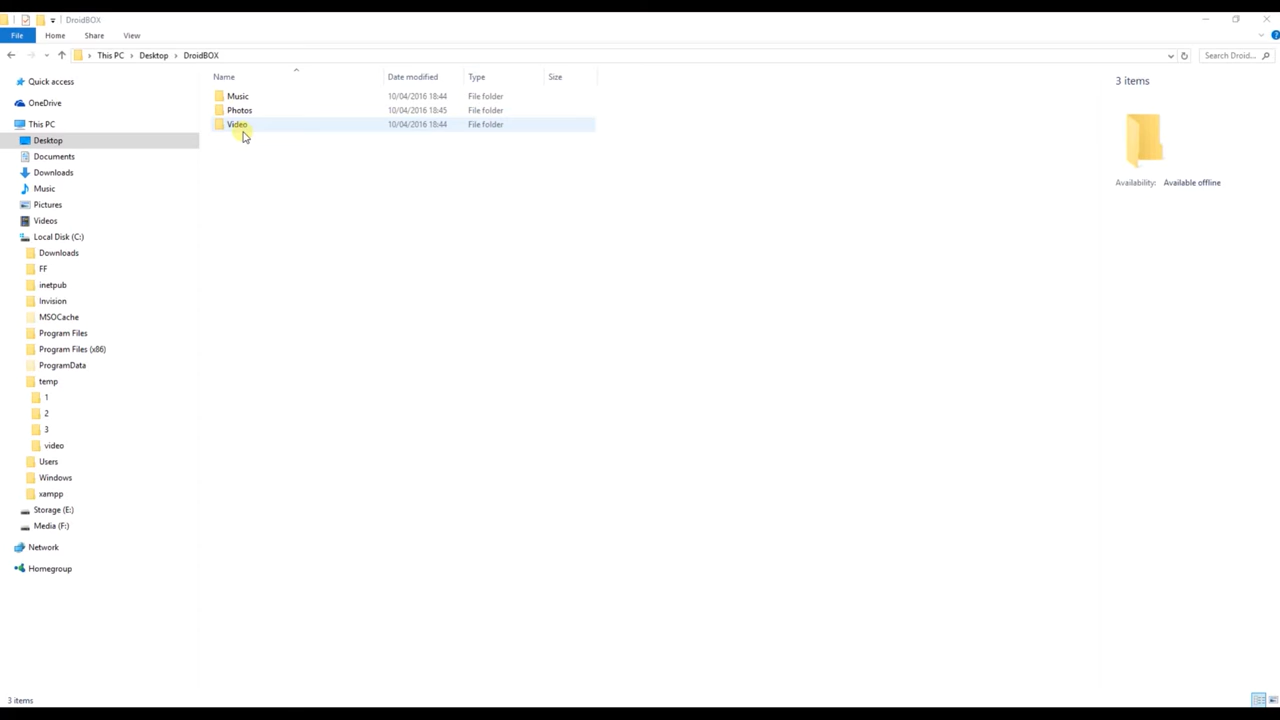 DroidBOX
File Home Share View
This PC Desktop DroidBOX Search Droid...
Name Date modified Type Size
Music 10/04/2016 18:44 File folder
Photos 10/04/2016 18:45 File folder
Video 10/04/2016 18:44 File folder
3 items
Availability: Available offline
Quick access
OneDrive
This PC
Desktop
Documents
Downloads
Music
Pictures
Videos
Local Disk (C:)
Downloads
FF
inetpub
Invision
MSOCache
Program Files
Program Files (x86)
ProgramData
temp
1
2
3
video
Users
Windows
xampp
Storage (E:)
Media (F:)
Network
Homegroup
3 items